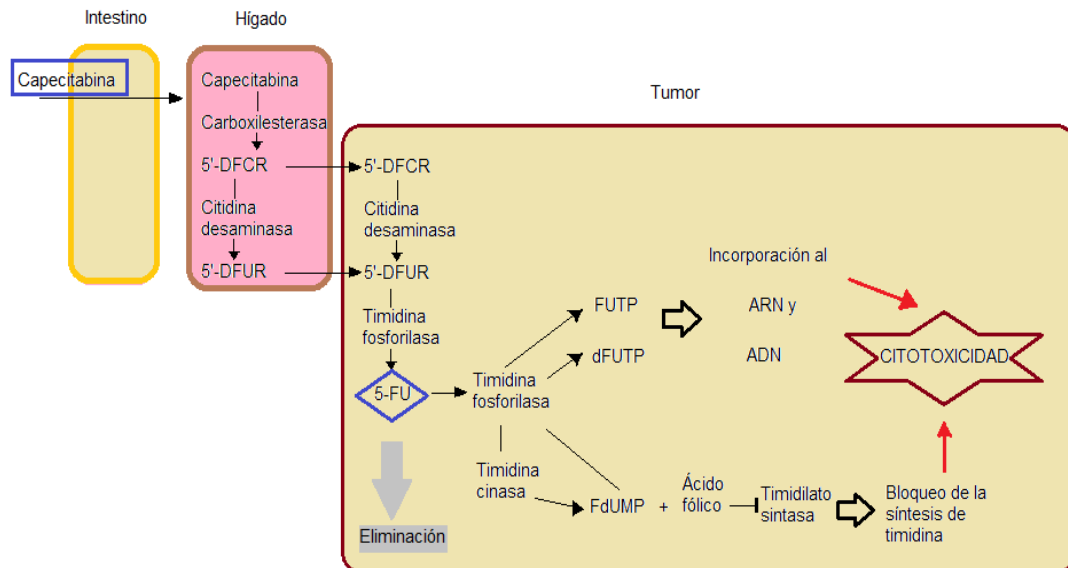 Intestino
Hígado
Capecitabina
Capecitabina
Carboxilesterasa
5'-DFCR
Citidina
desaminasa
5'-DFUR
Tumor
5'-DFCR
Citidina
desaminasa
5'-DFUR
Timidina
fosforilasa
5-FU
Eliminación
Timidina
fosforilasa
Timidina
cinasa
FUTP
dFUTP
Incorporación al
ARN y
ADN
CITOTOXICIDAD
FdUMP + Ácido
fólico
Timidilato
sintasa
Bloqueo de la
síntesis de
timidina